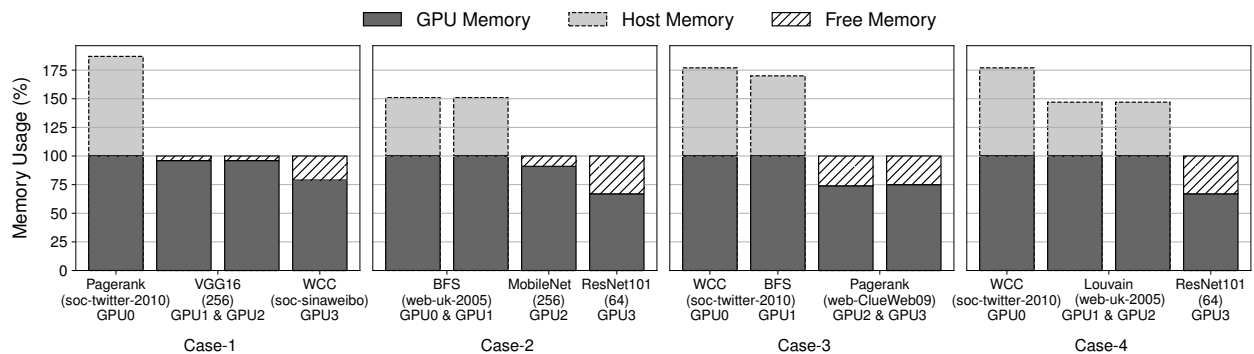 GPU Memory Host Memory Free Memory
Memory Usage (%)
175
150
125
100
75
50
25
0
Pagerank
(soc-twitter-2010)
GPU0
VGG16
(256)
GPU1 & GPU2
WCC
(soc-sinaweibo)
GPU3
Case-1
BFS
(web-uk-2005)
GPU0 & GPU1
MobileNet
(256)
GPU2
ResNet101
(64)
GPU3
Case-2
WCC
(soc-twitter-2010)
GPU0
BFS
GPU1
Pagerank
(web-ClueWeb09)
GPU2 & GPU3
Case-3
WCC
(soc-twitter-2010)
GPU0
Louvain
(web-uk-2005)
GPU1 & GPU2
ResNet101
(64)
GPU3
Case-4